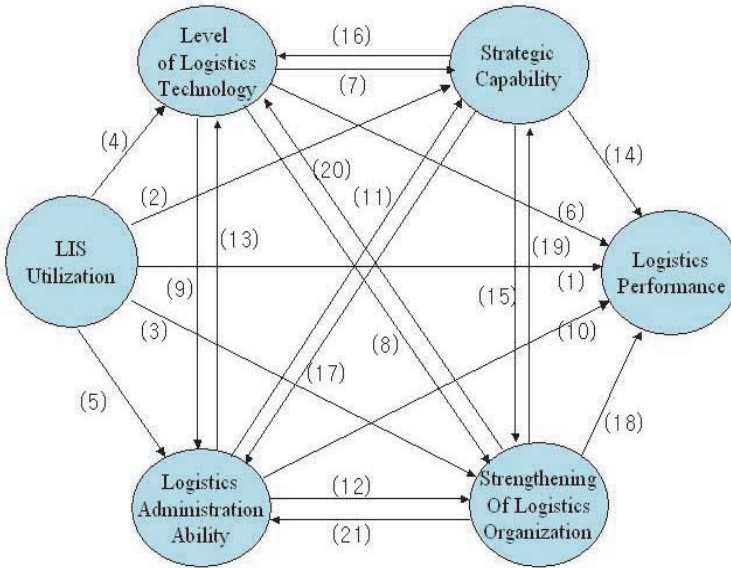 Level
of Logistics
Technology
(16)
(7)
Strategic
Capability
(4)
(2)
(20)
(11)
(14)
(6)
LIS
Utilization
(13)
(19)
(9)
(15)
(1)
Logistics
Performance
(3)
(8)
(17)
(10)
(5)
(18)
Logistics
Administration
Ability
(12)
(21)
Strengthening
Of Logistics
Organization